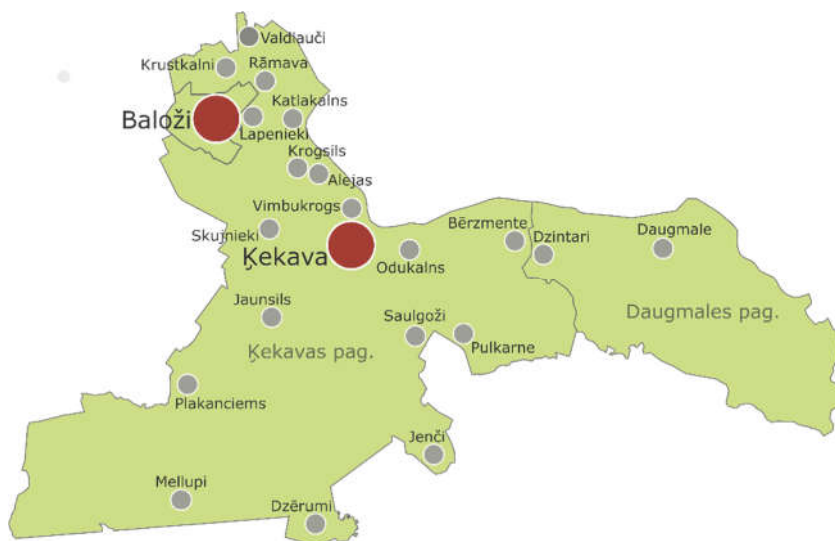 Valdlauči
Krustkalni
Rāmava
Baloži
Katlakalns
Lapenieki
Krogsils
Alejas
Vimbukrogs
Skujnieki
Ķekava
Odukalns
Bērzmente
Dzintari
Daugmale
Jaunsils
Saulgoži
Daugmales pag.
Ķekavas pag.
Pulkarne
Plakanciems
Jenči
Mellupi
Dzērumi